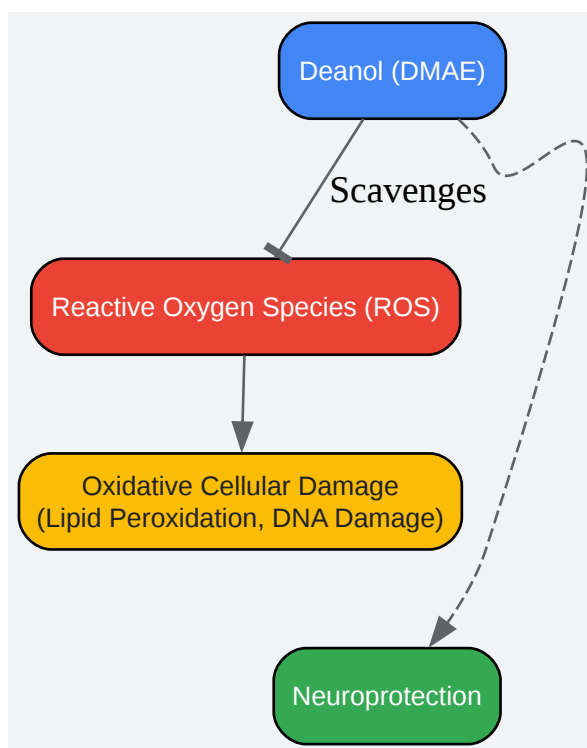 Deanol (DMAE)
Scavenges
Reactive Oxygen Species (ROS)
Oxidative Cellular Damage
(Lipid Peroxidation, DNA Damage)
Neuroprotection